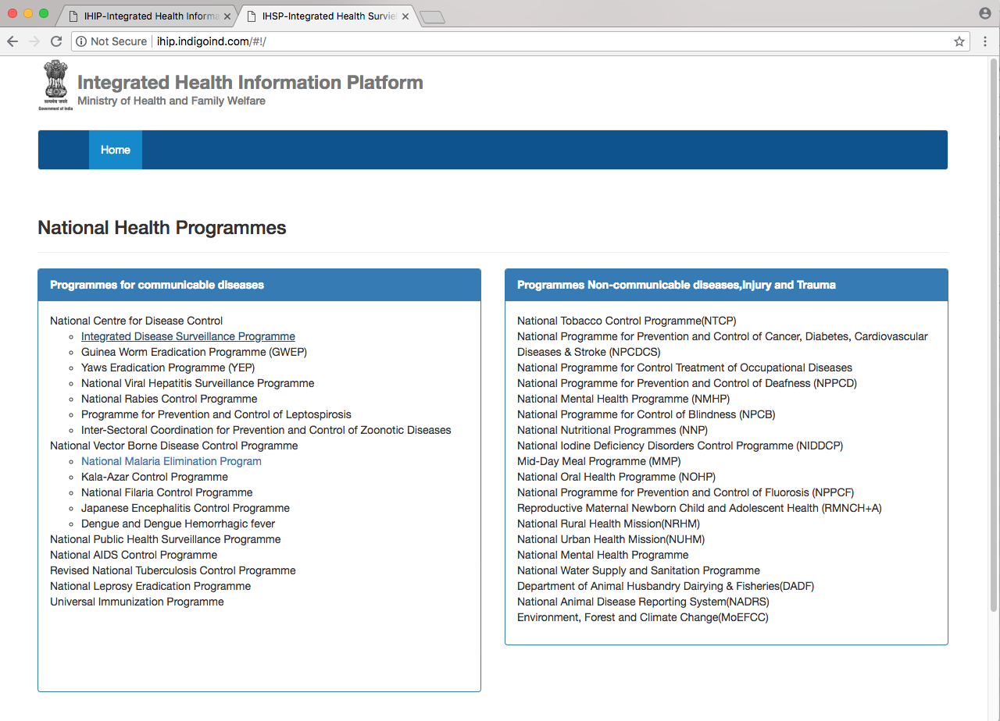 IHIP-Integrated Health Informa
IHSP-Integrated Health Survie
Not Secure
ihip.indigoind.com/#!/
सत्यमेव जयते
Government of India
Integrated Health Information Platform
Ministry of Health and Family Welfare
Home
National Health Programmes
Programmes for communicable diseases
National Centre for Disease Control
Integrated Disease Surveillance Programme
Guinea Worm Eradication Programme (GWEP)
Yaws Eradication Programme (YEP)
National Viral Hepatitis Surveillance Programme
National Rabies Control Programme
Programme for Prevention and Control of Leptospirosis
Inter-Sectoral Coordination for Prevention and Control of Zoonotic Diseases
National Vector Borne Disease Control Programme
National Malaria Elimination Program
Kala-Azar Control Programme
National Filaria Control Programme
Japanese Encephalitis Control Programme
Dengue and Dengue Hemorrhagic fever
National Public Health Surveillance Programme
National AIDS Control Programme
Revised National Tuberculosis Control Programme
National Leprosy Eradication Programme
Universal Immunization Programme
Programmes Non-communicable diseases,Injury and Trauma
National Tobacco Control Programme(NTCP)
National Programme for Prevention and Control of Cancer, Diabetes, Cardiovascular
Diseases & Stroke (NPCDCS)
National Programme for Control Treatment of Occupational Diseases
National Programme for Prevention and Control of Deafness (NPPCD)
National Mental Health Programme (NMHP)
National Programme for Control of Blindness (NPCB)
National Nutritional Programmes (NNP)
National Iodine Deficiency Disorders Control Programme (NIDDCP)
Mid-Day Meal Programme (MMP)
National Oral Health Programme (NOHP)
National Programme for Prevention and Control of Fluorosis (NPPCF)
Reproductive Maternal Newborn Child and Adolescent Health (RMNCH+A)
National Rural Health Mission(NRHM)
National Urban Health Mission(NUHM)
National Mental Health Programme
National Water Supply and Sanitation Programme
Department of Animal Husbandry Dairying & Fisheries(DADF)
National Animal Disease Reporting System(NADRS)
Environment, Forest and Climate Change(MoEFCC)